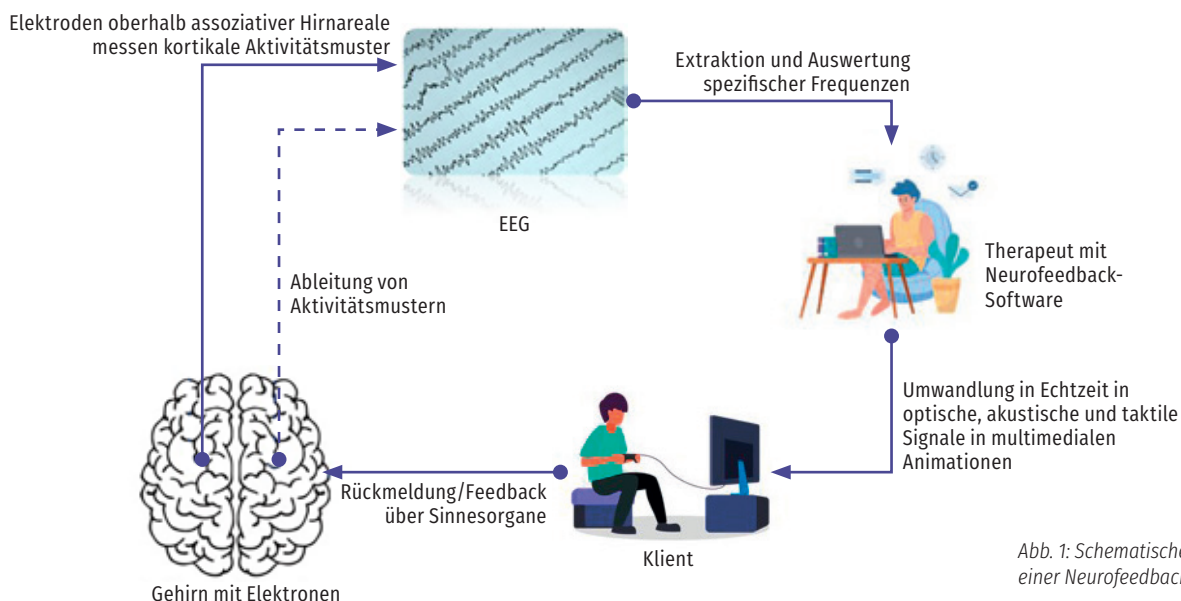 Elektroden oberhalb assoziativer Hirnareale
messen kortikale Aktivitätsmuster
EEG
Extraktion und Auswertung
spezifischer Frequenzen
Therapeut mit
Neurofeedback-
Software
Ableitung von
Aktivitätsmustern
Umwandlung in Echtzeit in
optische, akustische und taktile
Signale in multimedialen
Animationen
Rückmeldung/Feedback
über Sinnesorgane
Klient
Gehirn mit Elektronen
Abb. 1: Schematische
einer Neurofeedback